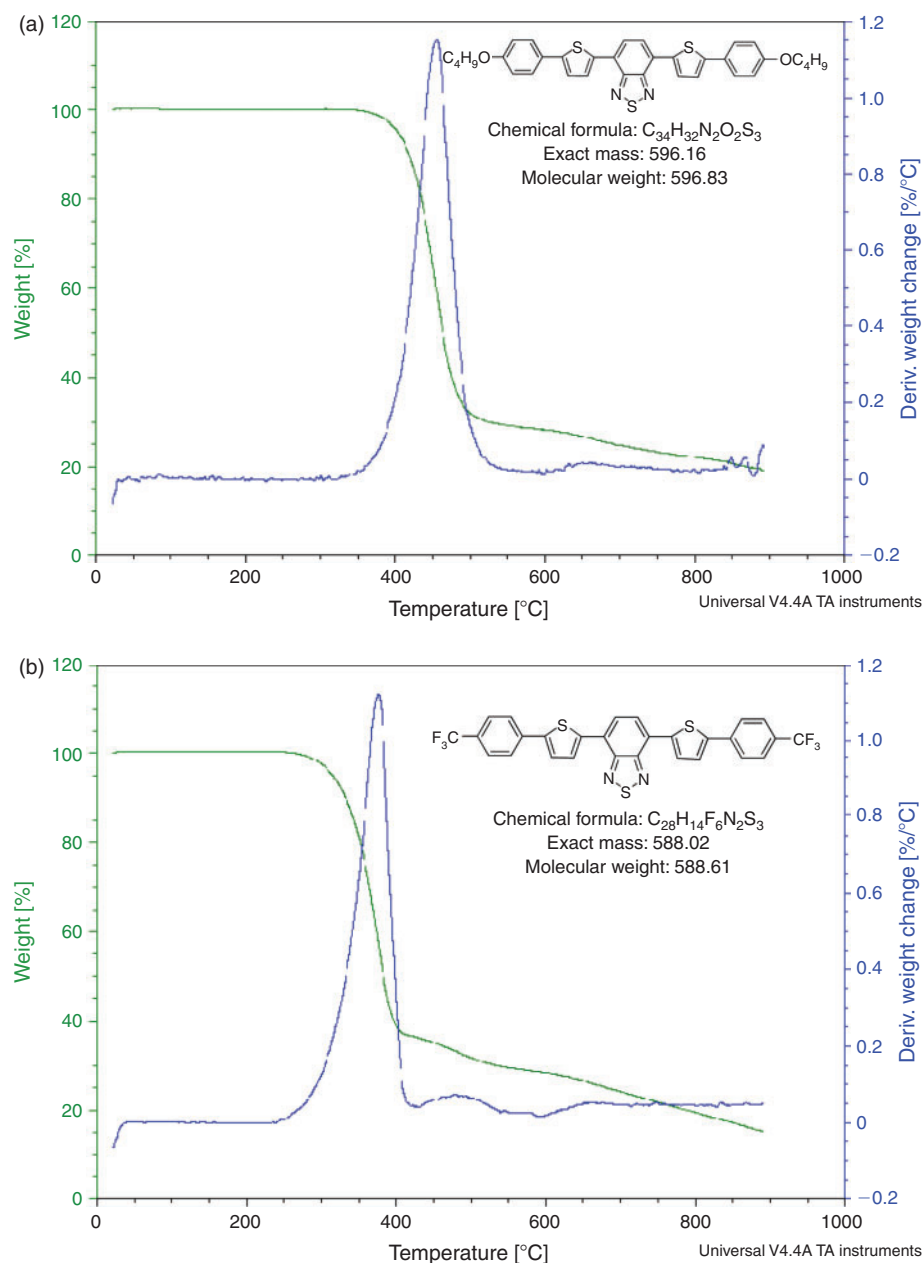 (a)
120
100
80
60
40
20
0
Weight [%]
1.2
1.0
0.8
0.6
0.4
0.2
0
−0.2
Deriv. weight change [%/°C]
C₄H₉O
S
S
OC₄H₉
N
N
S
Chemical formula: C₃₄H₃₂N₂O₂S₃
Exact mass: 596.16
Molecular weight: 596.83
0
200
400
600
800
1000
Temperature [°C]
Universal V4.4A TA instruments
(b)
120
100
80
60
40
20
0
Weight [%]
1.2
1.0
0.8
0.6
0.4
0.2
0
−0.2
Deriv. weight change [%/°C]
F₃C
S
S
CF₃
N
N
S
Chemical formula: C₂₈H₁₄F₆N₂S₃
Exact mass: 588.02
Molecular weight: 588.61
0
200
400
600
800
1000
Temperature [°C]
Universal V4.4A TA instruments